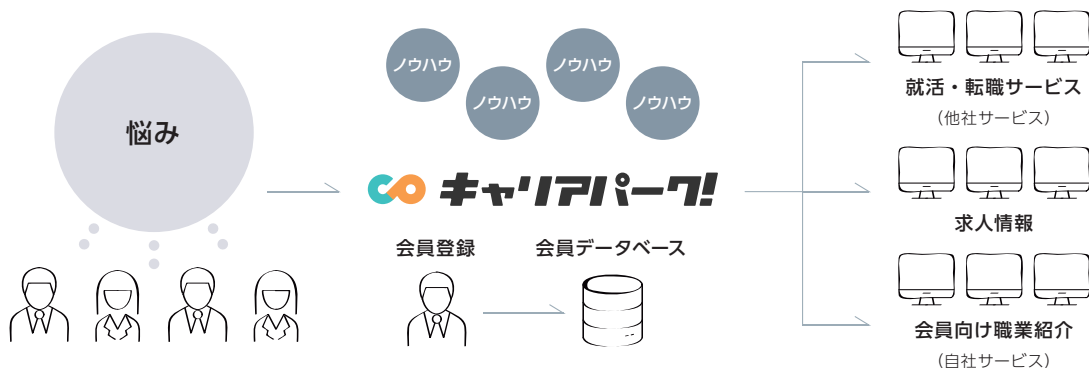 悩み
ノウハウ
ノウハウ
ノウハウ
ノウハウ
キャリアパーク!
会員登録
会員データベース
就活・転職サービス
（他社サービス）
求人情報
会員向け職業紹介
（自社サービス）